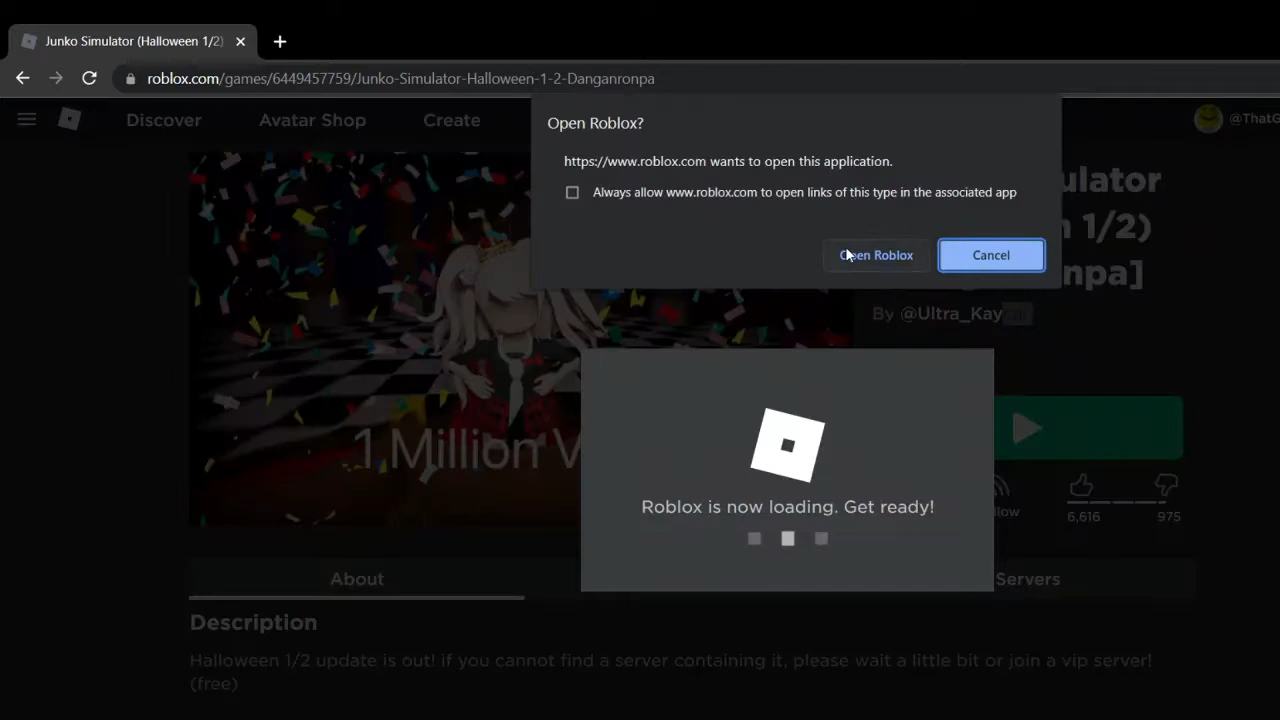 Junko Simulator (Halloween 1/2)
roblox.com/games/6449457759/Junko-Simulator-Halloween-1-2-Danganronpa
Discover
Avatar Shop
Create
@ThatG
Open Roblox?
https://www.roblox.com wants to open this application.
Always allow www.roblox.com to open links of this type in the associated app
Open Roblox
Cancel
ulator
1/2)
npa]
By @Ultra_Kay
1 Million V
Roblox is now loading. Get ready!
llow
6,616
975
About
Servers
Description
Halloween 1/2 update is out! if you cannot find a server containing it, please wait a little bit or join a vip server!
(free)